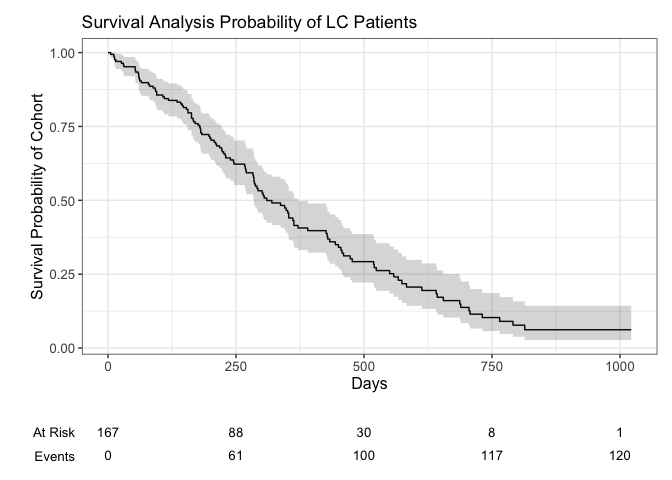 Survival Analysis Probability of LC Patients
1.00
0.75
0.50
0.25
0.00
Survival Probability of Cohort
0 250 500 750 1000
Days
At Risk 167 88 30 8 1
Events 0 61 100 117 120